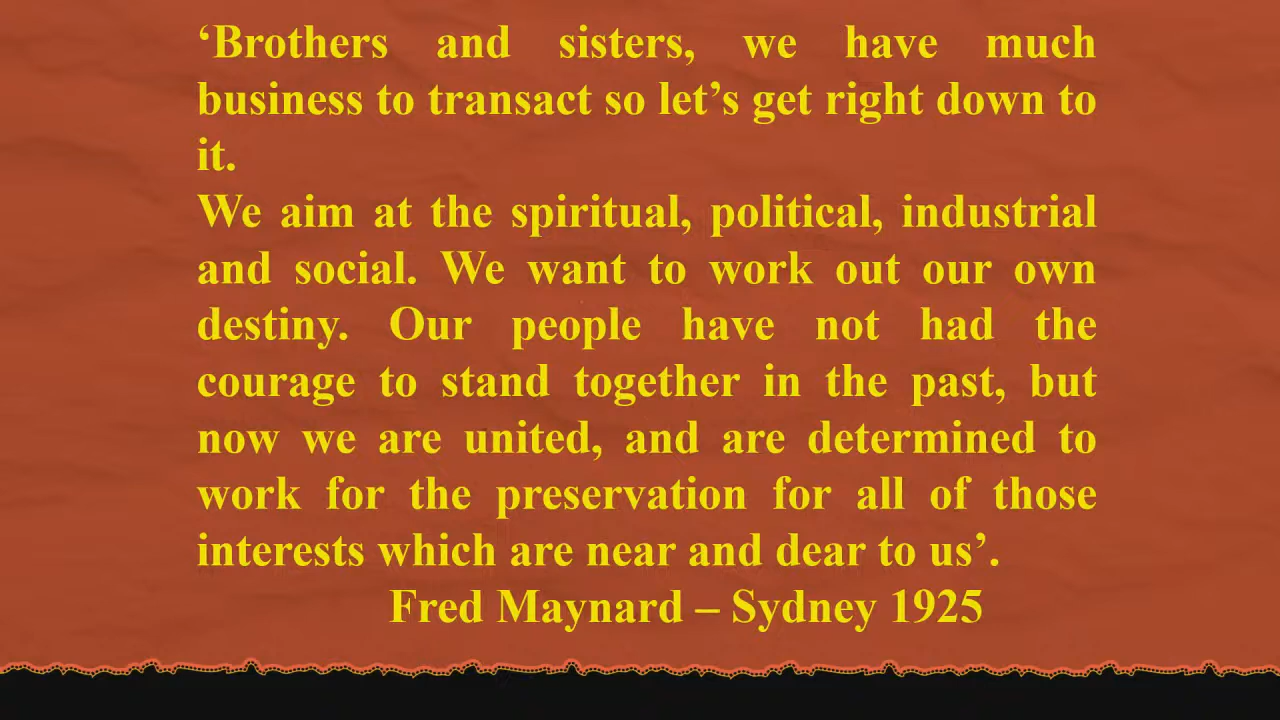 ‘Brothers and sisters, we have much
business to transact so let’s get right down to
it.
We aim at the spiritual, political, industrial
and social. We want to work out our own
destiny. Our people have not had the
courage to stand together in the past, but
now we are united, and are determined to
work for the preservation for all of those
interests which are near and dear to us’.
Fred Maynard – Sydney 1925